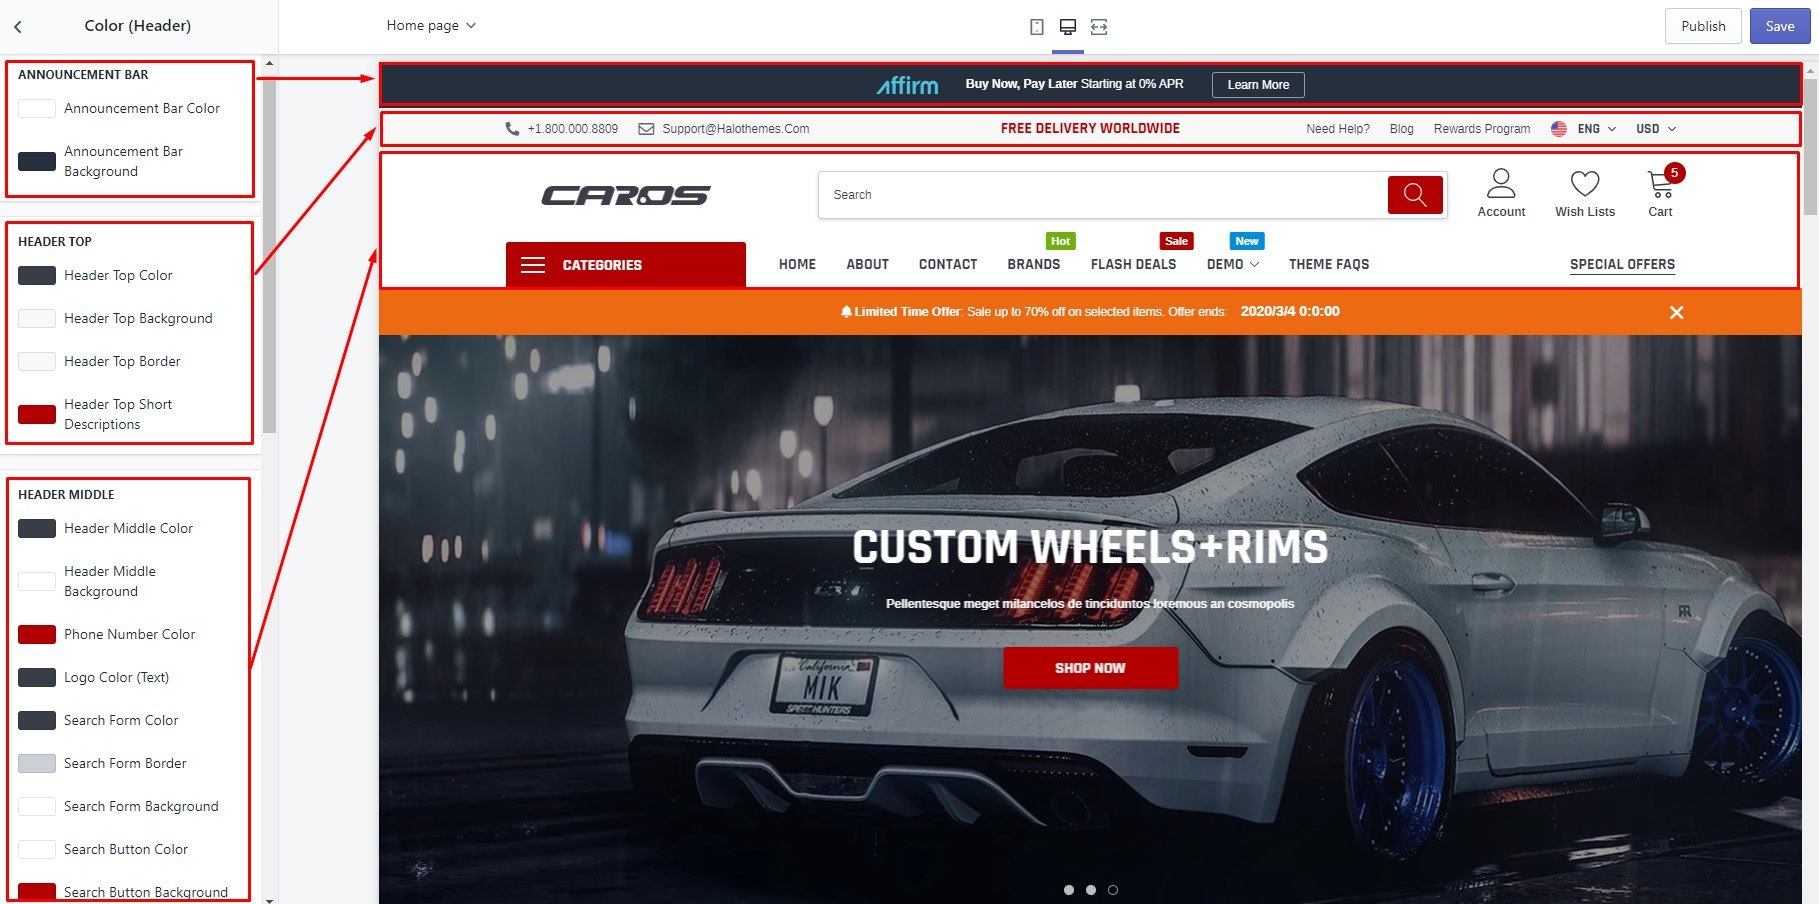 Color (Header)
Home page
Publish
Save
ANNOUNCEMENT BAR
Announcement Bar Color
Announcement Bar
Background
HEADER TOP
Header Top Color
Header Top Background
Header Top Border
Header Top Short
Descriptions
HEADER MIDDLE
Header Middle Color
Header Middle
Background
Phone Number Color
Logo Color (Text)
Search Form Color
Search Form Border
Search Form Background
Search Button Color
Search Button Background
affirm Buy Now, Pay Later Starting at 0% APR Learn More
+1.800.000.8809 Support@Halothemes.Com FREE DELIVERY WORLDWIDE Need Help? Blog Rewards Program ENG USD
CAROS
Search
5
Account Wish Lists Cart
Hot Sale New
CATEGORIES HOME ABOUT CONTACT BRANDS FLASH DEALS DEMO THEME FAQS SPECIAL OFFERS
Limited Time Offer: Sale up to 70% off on selected items. Offer ends: 2020/3/4 0:0:00
CUSTOM WHEELS+RIMS
Pellentesque meget milancelos de tinciduntos loremous an cosmopolis
California
MIK
SPEEDHUNTERS
SHOP NOW